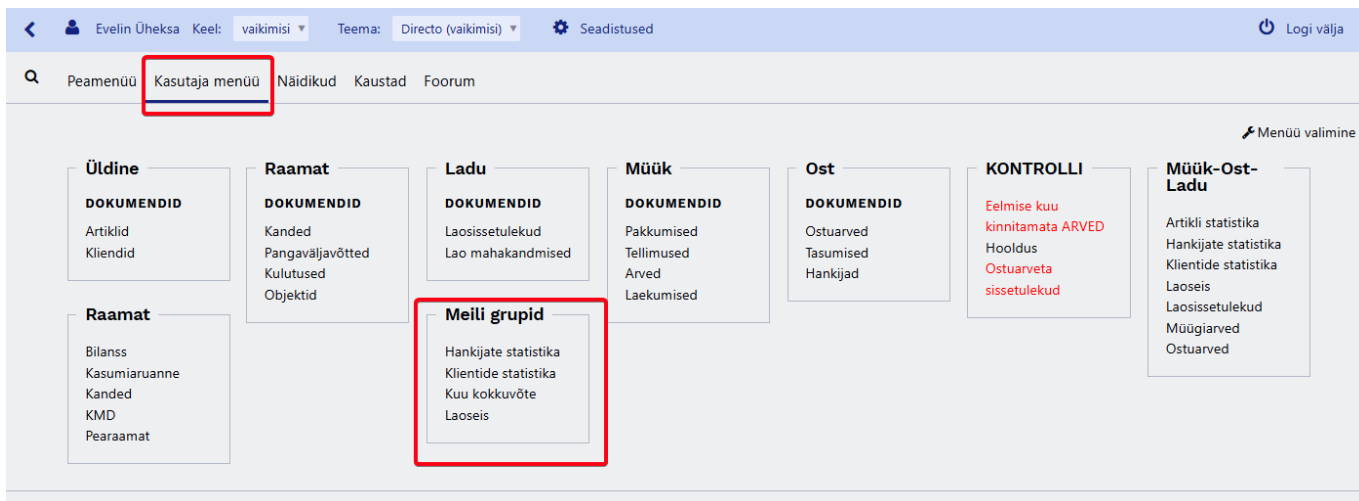 Evelin Üheksa Keel: vaikimisi Teema: Directo (vaikimisi) Seadistused Logi välja
Peamenüü Kasutaja menüü Näidikud Kaustad Foorum
Menüü valimine
Üldine
DOKUMENDID
Artiklid
Kliendid
Raamat
DOKUMENDID
Kanded
Pangaväljavõtted
Kulutused
Objektid
Ladu
DOKUMENDID
Laosissetulekud
Lao mahakandmised
Müük
DOKUMENDID
Pakkumised
Tellimused
Arved
Laekumised
Ost
DOKUMENDID
Ostuarved
Tasumised
Hankijad
KONTROLLI
Eelmise kuu
kinnitamata ARVED
Hooldus
Ostuarveta
sissetulekud
Müük-Ost-
Ladu
Artikli statistika
Hankijate statistika
Klientide statistika
Laoseis
Laosissetulekud
Müügiarved
Ostuarved
Raamat
Bilanss
Kasumiaruanne
Kanded
KMD
Pearaamat
Meili grupid
Hankijate statistika
Klientide statistika
Kuu kokkuvõte
Laoseis